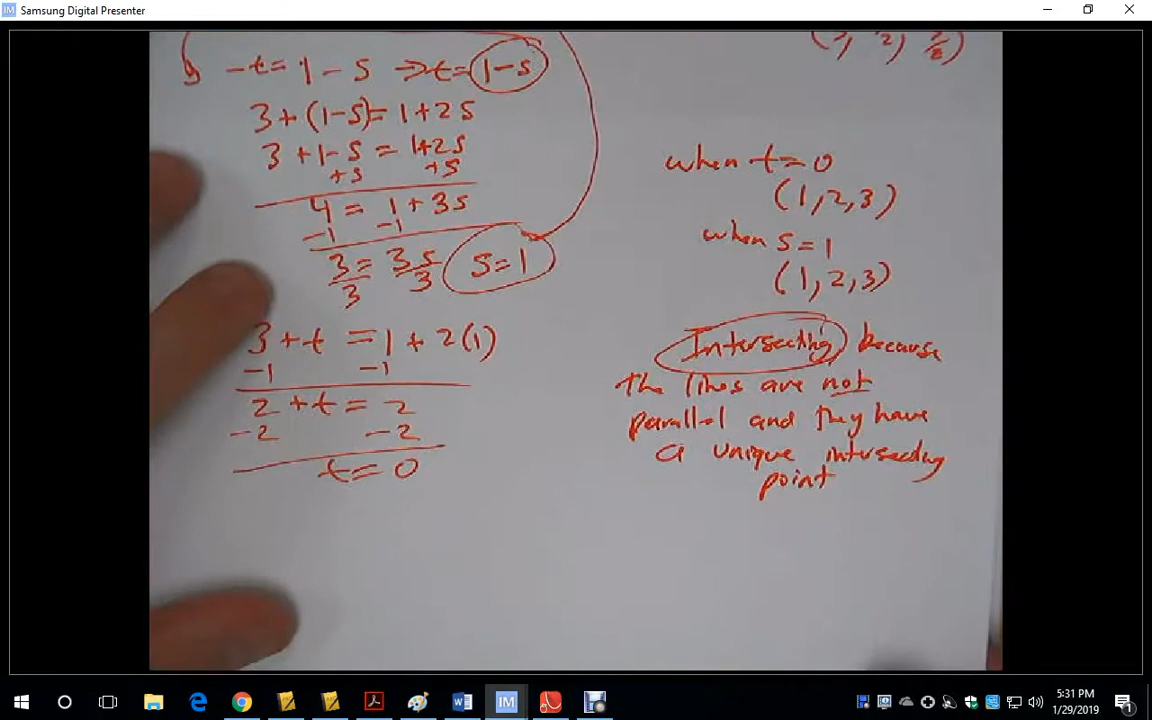 Samsung Digital Presenter
-t = 1 - s => t = 1-s
3 + (1-s) = 1 + 2s
3 + 1 - s = 1 + 2s
+s +s
4 = 1 + 3s
-1 -1
3/3 = 3s/3 s = 1
3 + t = 1 + 2(1)
-1 -1
2 + t = 2
-2 -2
t = 0
when t = 0
(1,2,3)
when s = 1
(1,2,3)
Intersecting because
the lines are not
parallel and they have
a unique intersecting
point
5:31 PM
1/29/2019